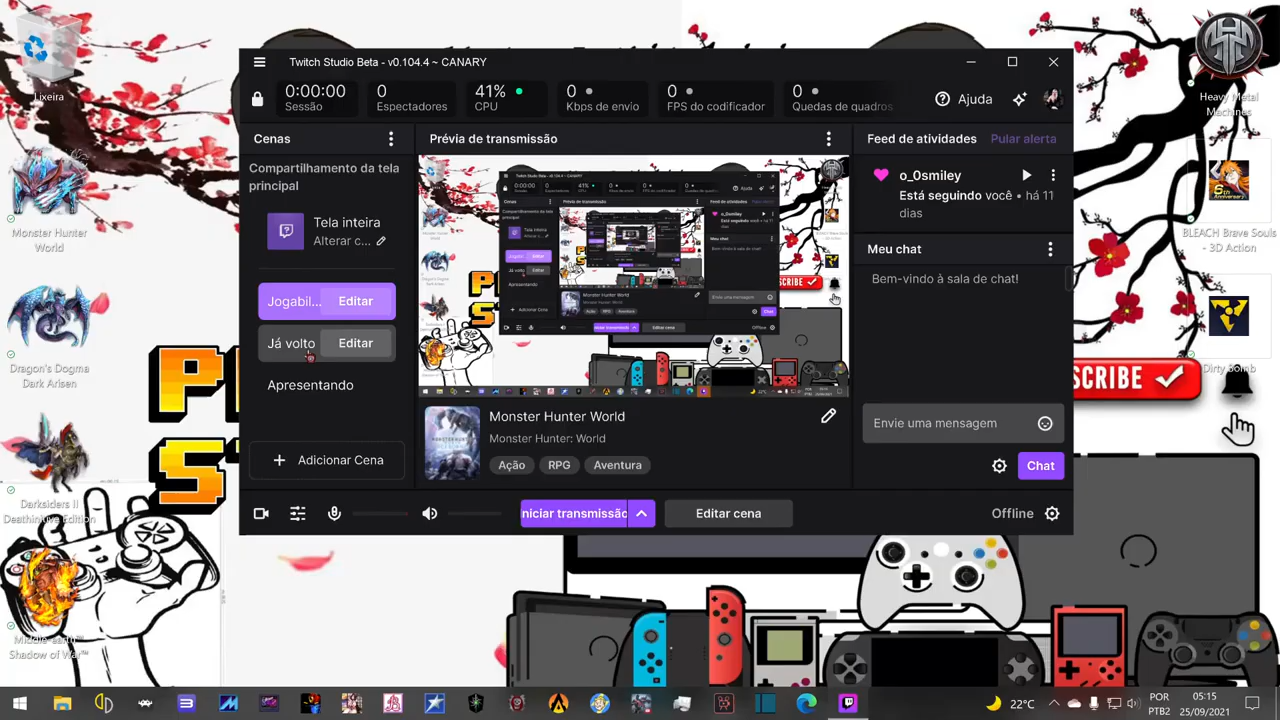 Twitch Studio Beta - v0.104.4 ~ CANARY
0:00:00
Sessão
0
Espectadores
41%
CPU
0
Kbps de envio
0
FPS do codificador
0
Quedas de quadros
Ajuda
Cenas
Compartilhamento da tela
principal
Tela inteira
Alterar c...
Jogabil...
Editar
Já volto
Editar
Apresentando
Adicionar Cena
Prévia de transmissão
Monster Hunter World
Monster Hunter: World
Ação
RPG
Aventura
Feed de atividades
Pular alerta
o_0smiley
Está seguindo você • há 11
dias
Meu chat
Bem-vindo à sala de chat!
Envie uma mensagem
Chat
niciar transmissão
Editar cena
Offline
Lixeira
Monster Hunter
World
Dragon's Dogma
Dark Arisen
Darksiders II
Deathinitive Edition
Middle-earth™
Shadow of War™
Heavy Metal
Machines
BLEACH Brave Souls
- 3D Action
Dirty Bomb
CRIBE
22°C
POR
PTB2
05:15
25/09/2021